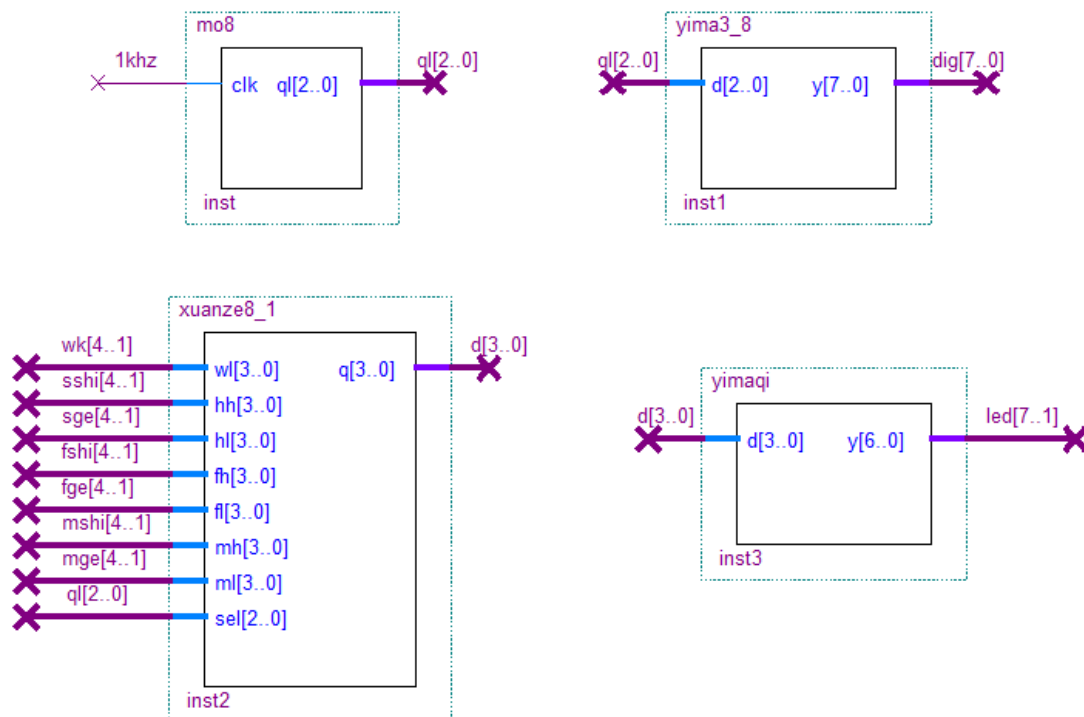 mo8
1khz
clk
ql[2..0]
ql[2..0]
inst
yima3_8
ql[2..0]
d[2..0]
y[7..0]
dig[7..0]
inst1
xuanze8_1
wk[4..1]
wl[3..0]
q[3..0]
d[3..0]
sshi[4..1]
hh[3..0]
sge[4..1]
hl[3..0]
fshi[4..1]
fh[3..0]
fge[4..1]
fl[3..0]
mshi[4..1]
mh[3..0]
mge[4..1]
ml[3..0]
ql[2..0]
sel[2..0]
inst2
yimaqi
d[3..0]
d[3..0]
y[6..0]
led[7..1]
inst3